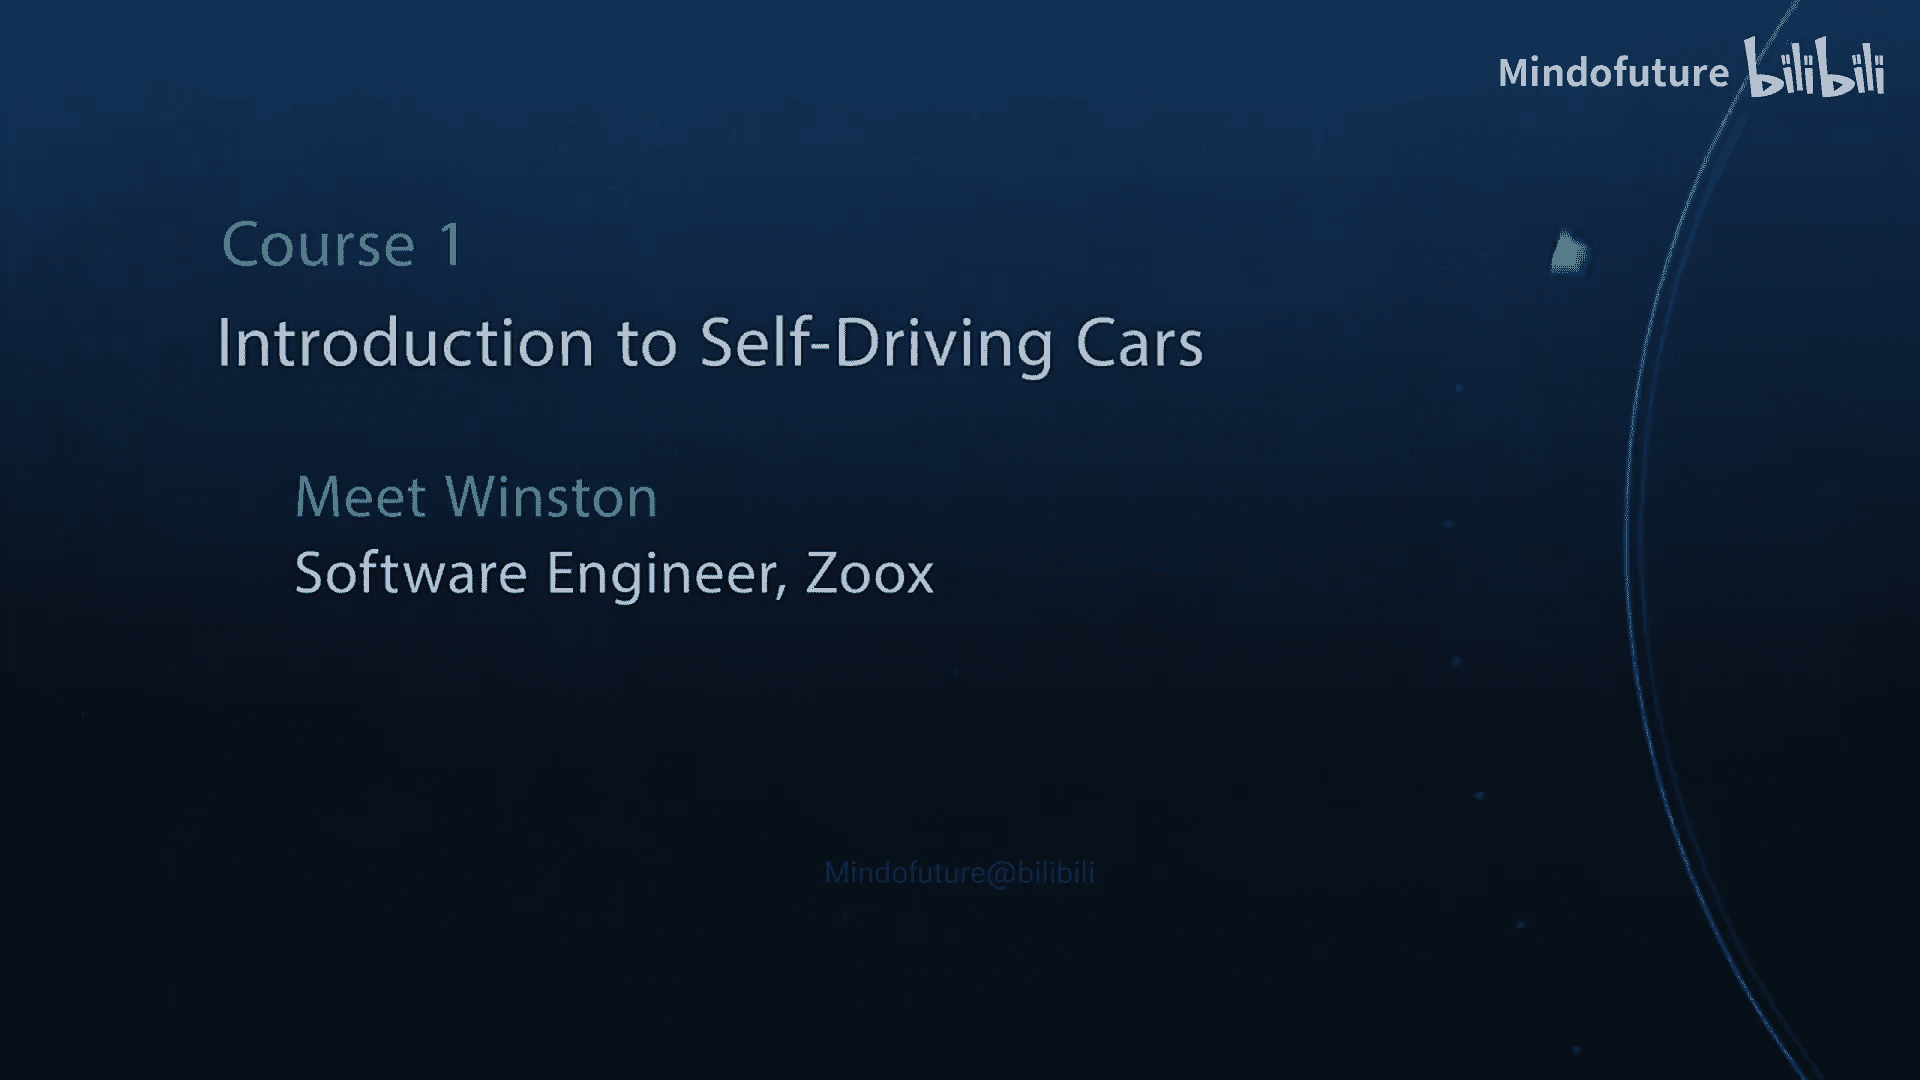 Mindofuture bilibili
Course 1
Introduction to Self-Driving Cars
Meet Winston
Software Engineer, Zoox
Mindofuture@bilibili